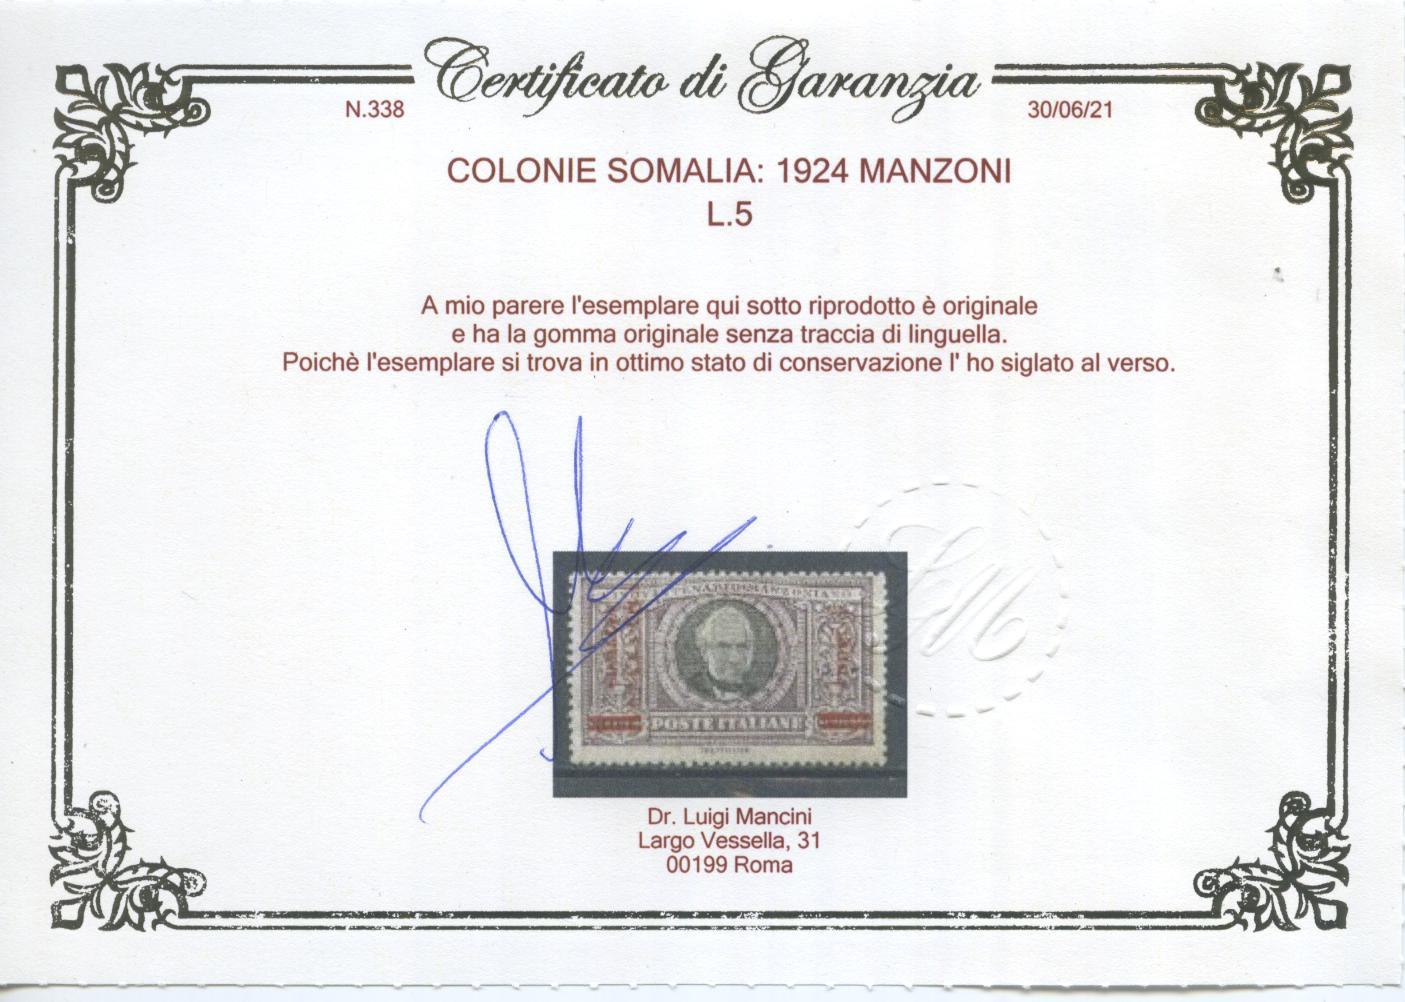 Certificato di Garanzia
N.338
30/06/21
COLONIE SOMALIA: 1924 MANZONI
L.5
A mio parere l'esemplare qui sotto riprodotto è originale
e ha la gomma originale senza traccia di linguella.
Poichè l'esemplare si trova in ottimo stato di conservazione l' ho siglato al verso.
LM
POSTE ITALIANE
Dr. Luigi Mancini
Largo Vessella, 31
00199 Roma